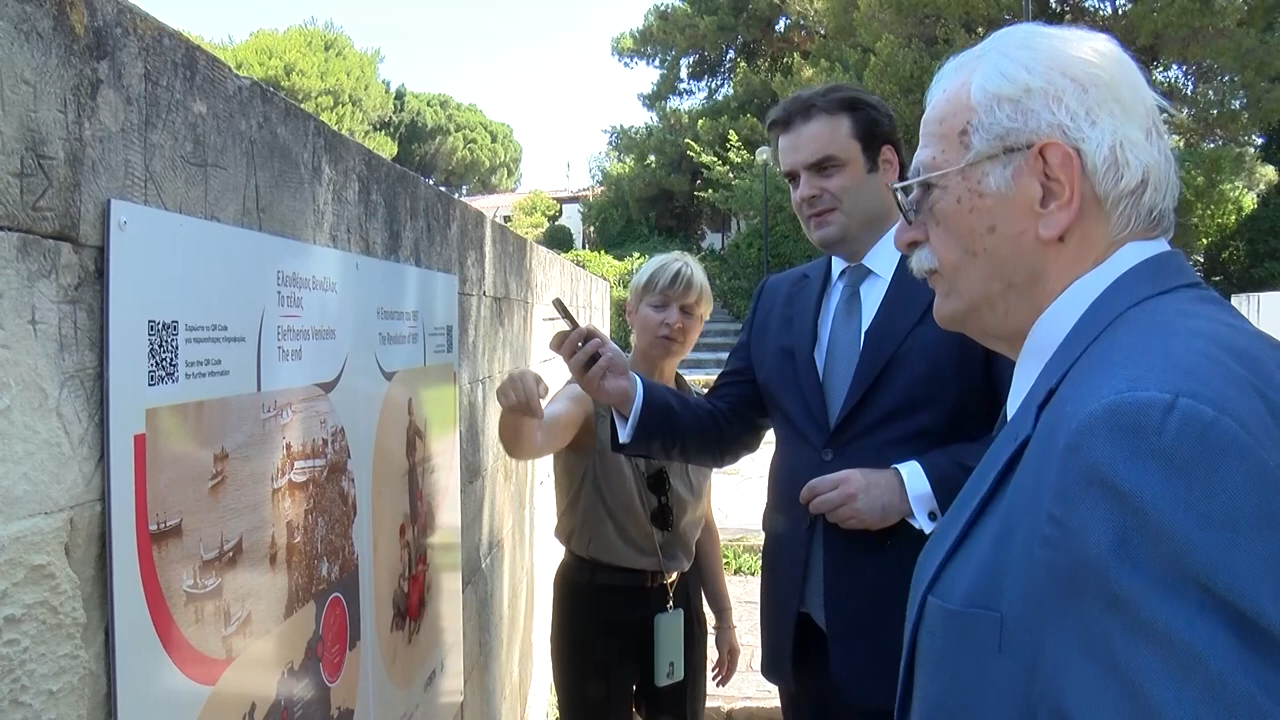 Ελευθέριος Βενιζέλος
Το τέλος
Eleftherios Venizelos
The end
Σαρώστε το QR Code
για περισσότερες πληροφορίες
Scan the QR Code
for further information
Η Επανάσταση του 1897
The Revolution of 1897